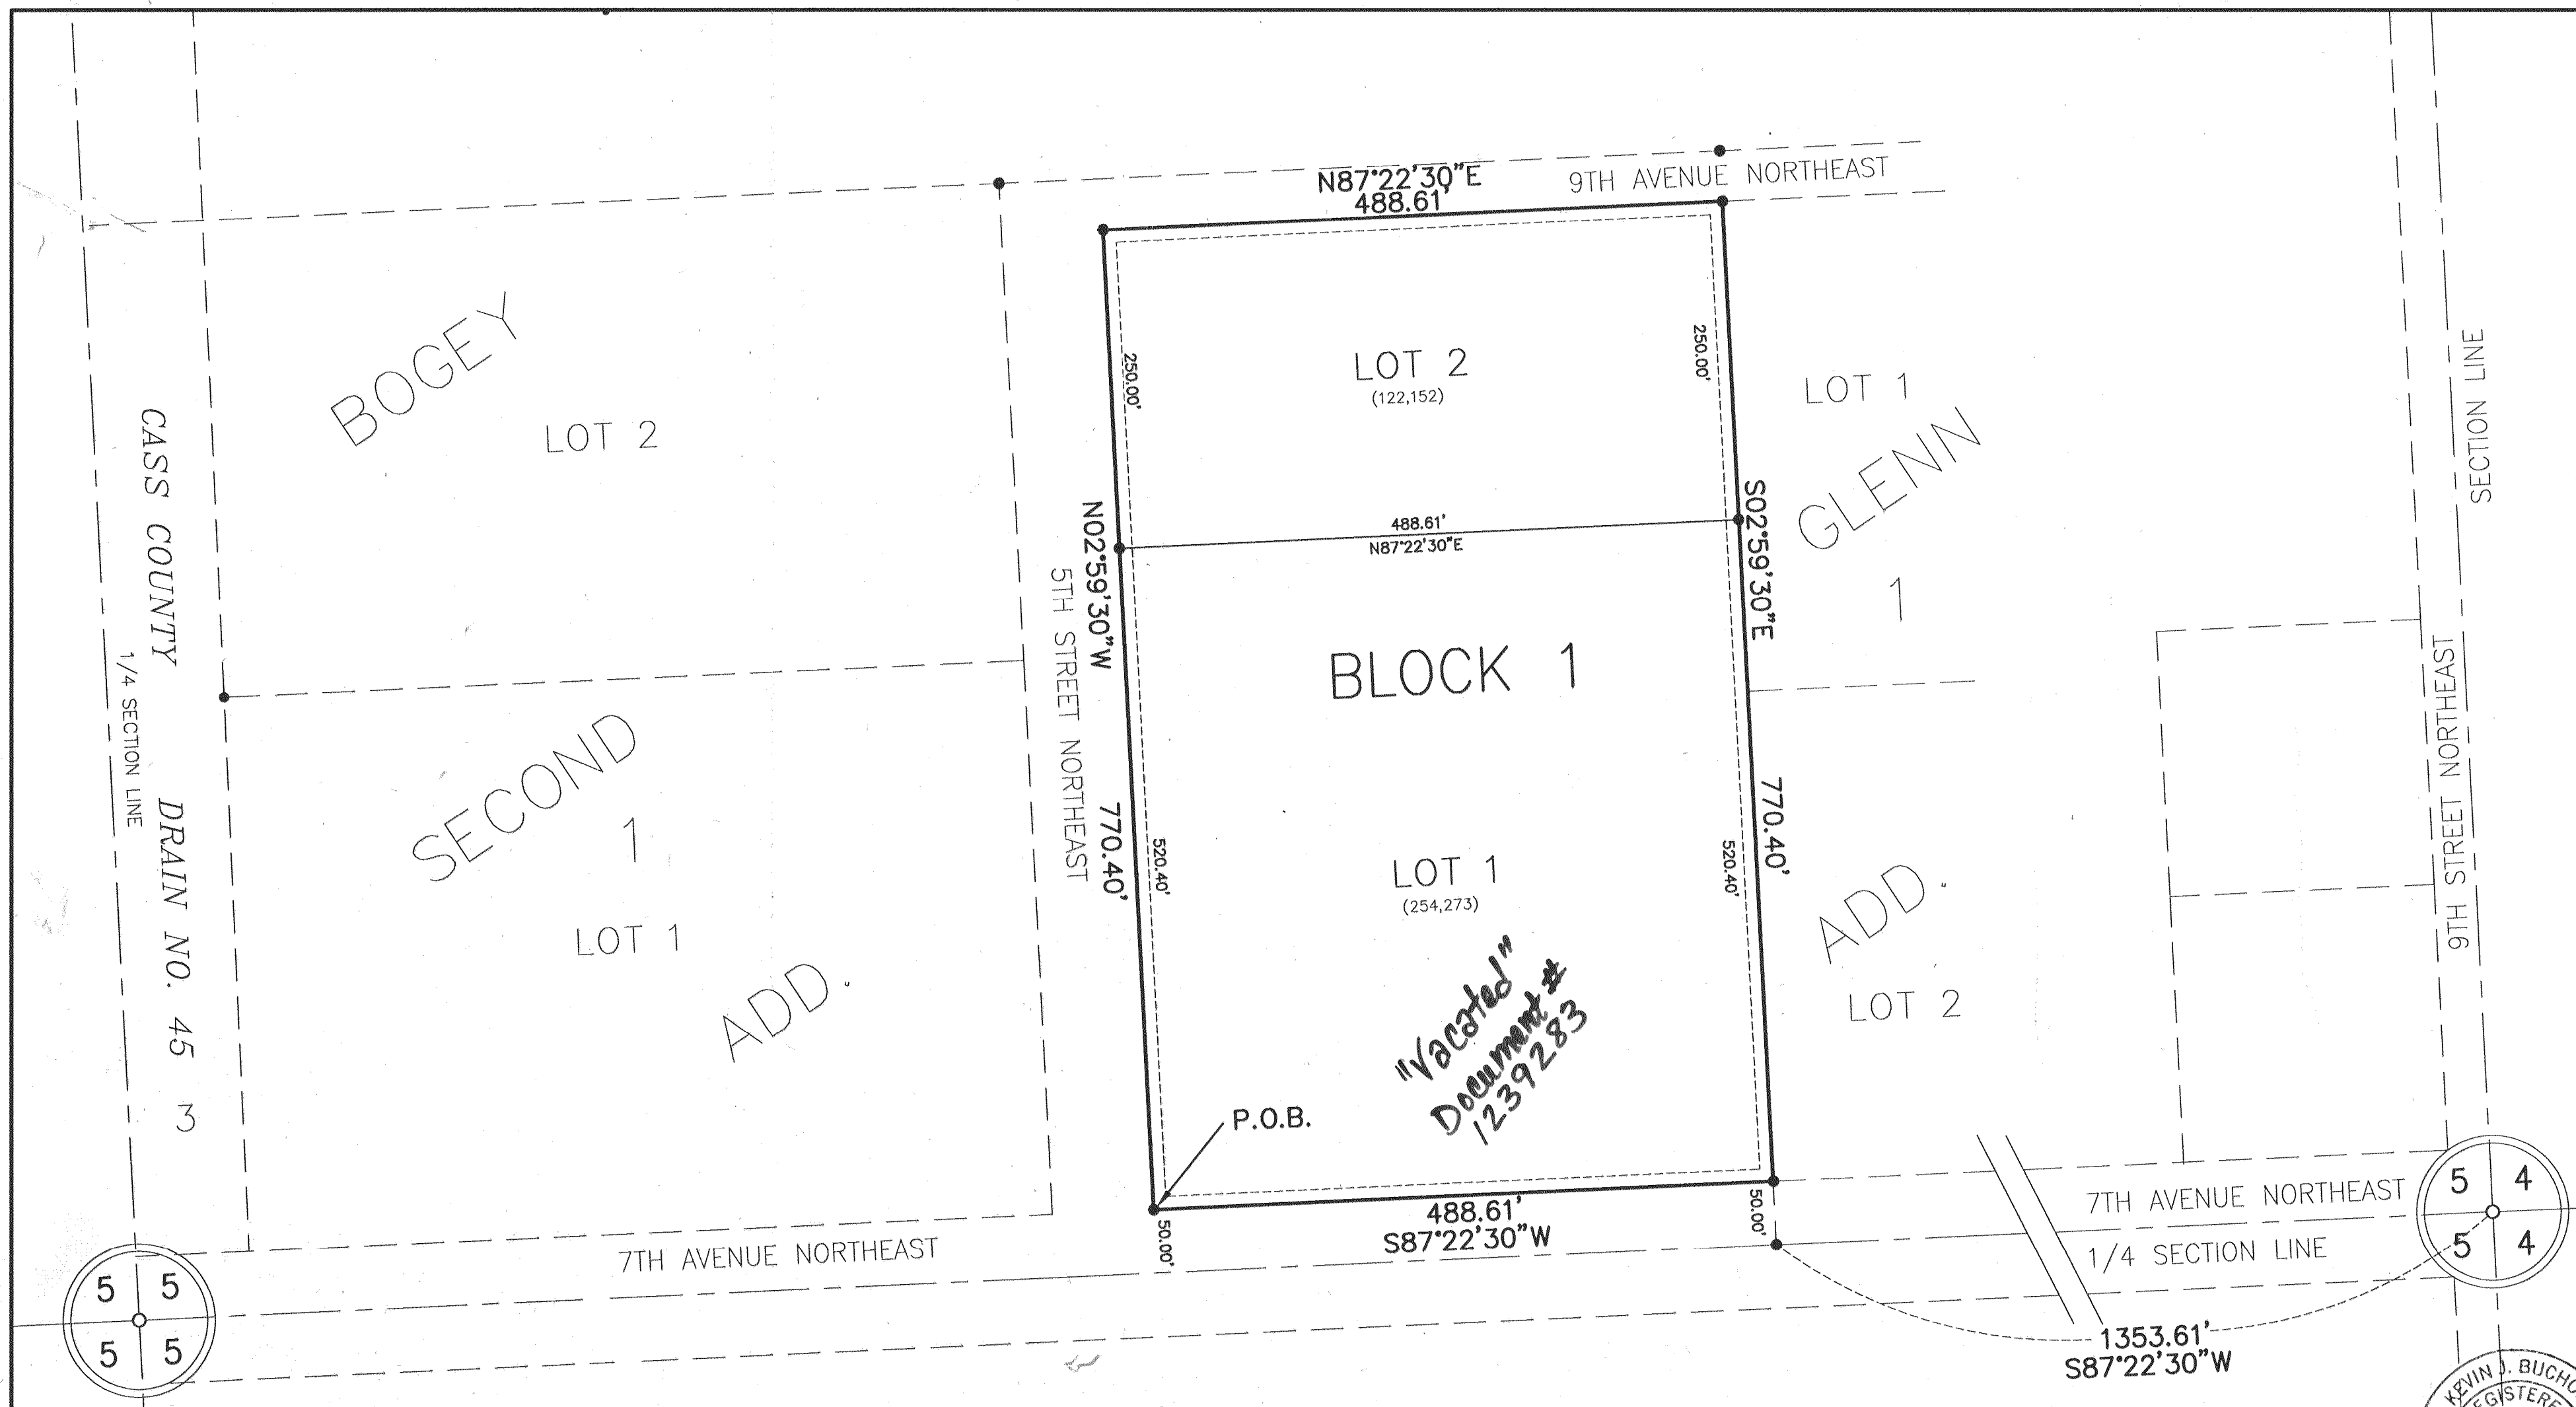 N87°22'30"E
488.61'
9TH AVENUE NORTHEAST
BOGEY
LOT 2
250.00'
LOT 2
(122,152)
250.00'
LOT 1
GLENN
1
SECTION LINE
CASS COUNTY DRAIN NO. 45
3
1/4 SECTION LINE
N02°59'30"W
770.40'
5TH STREET NORTHEAST
488.61'
N87°22'30"E
S02°59'30"E
770.40'
BLOCK 1
SECOND
1
LOT 1
ADD.
520.40'
LOT 1
(254,273)
520.40'
"Vacated"
Document #
1239283
ADD.
LOT 2
9TH STREET NORTHEAST
P.O.B.
488.61'
S87°22'30"W
50.00'
50.00'
7TH AVENUE NORTHEAST
7TH AVENUE NORTHEAST
1/4 SECTION LINE
5 5
5 5
5 4
5 4
1353.61'
S87°22'30"W
KEVIN J. BUCHO